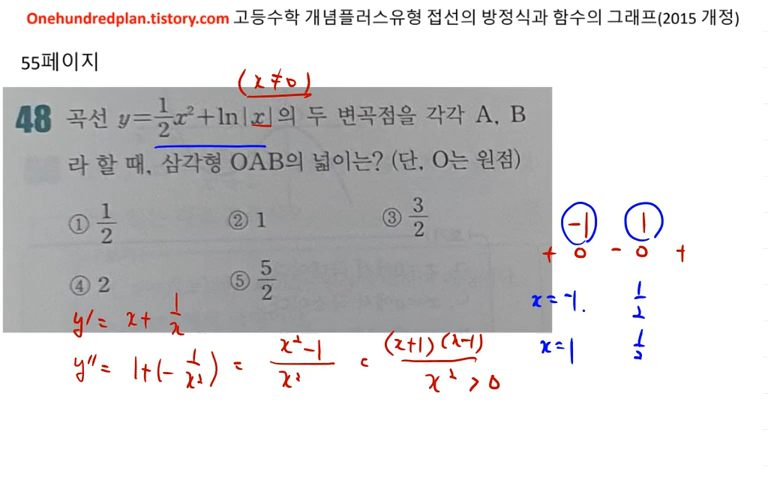 Onehundredplan.tistory.com 고등수학 개념플러스유형 접선의 방정식과 함수의 그래프(2015 개정)
55페이지
(x≠0)
48 곡선 y=1/2x²+ln|x|의 두 변곡점을 각각 A, B
라 할 때, 삼각형 OAB의 넓이는? (단, O는 원점)
① 1/2 ② 1 ③ 3/2
④ 2 ⑤ 5/2
-1 1
+ 0 - 0 +
x=-1. 1/2
x=1 1/2
y′= x+ 1/x
y″= 1+(-1/x²) = x²-1/x² = (x+1)(x-1)/x²>0